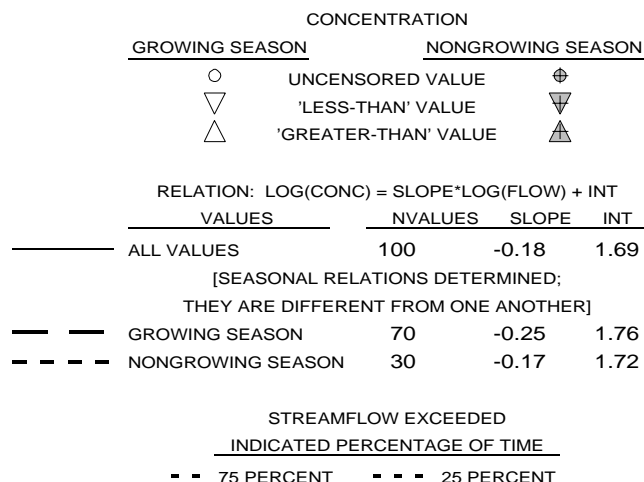 CONCENTRATION
GROWING SEASON NONGROWING SEASON
UNCENSORED VALUE
'LESS-THAN' VALUE
'GREATER-THAN' VALUE
RELATION: LOG(CONC) = SLOPE*LOG(FLOW) + INT
VALUES NVALUES SLOPE INT
ALL VALUES 100 -0.18 1.69
[SEASONAL RELATIONS DETERMINED;
THEY ARE DIFFERENT FROM ONE ANOTHER]
GROWING SEASON 70 -0.25 1.76
NONGROWING SEASON 30 -0.17 1.72
STREAMFLOW EXCEEDED
INDICATED PERCENTAGE OF TIME
75 PERCENT 25 PERCENT